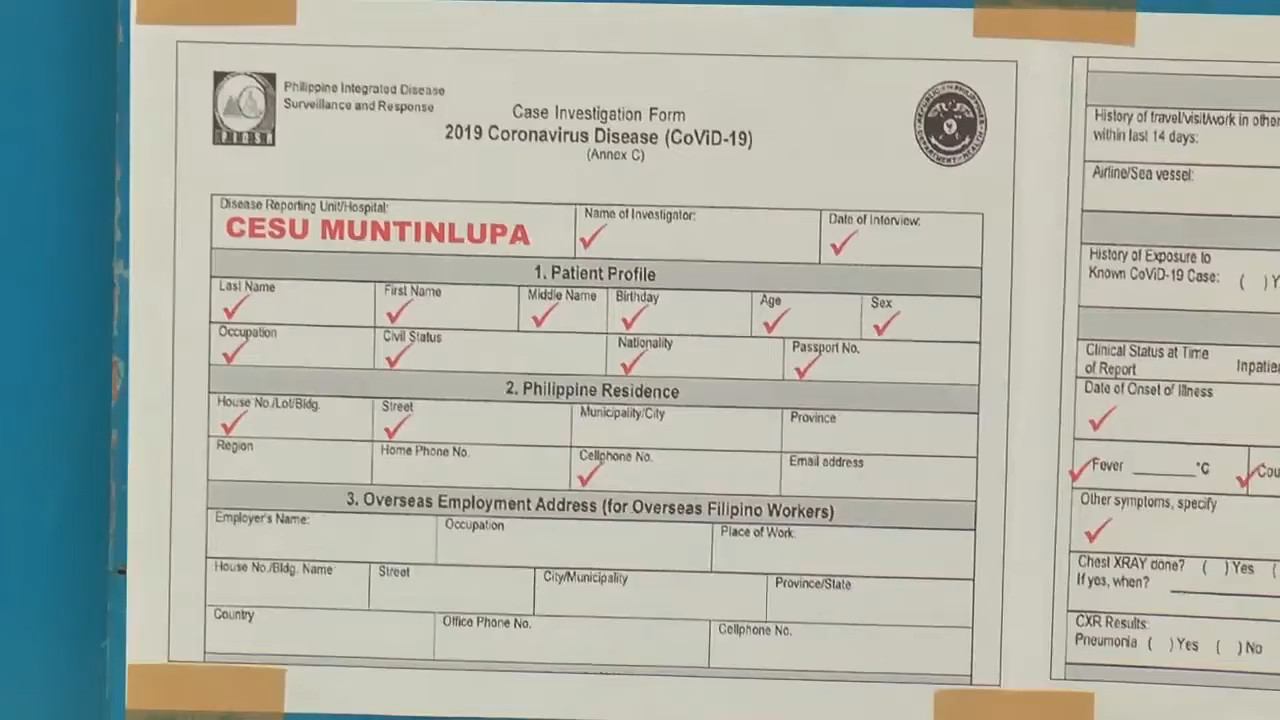 Philippine Integrated Disease
Surveillance and Response
PIDSR
Case Investigation Form
2019 Coronavirus Disease (CoViD-19)
(Annex C)
Disease Reporting Unit/Hospital:
CESU MUNTINLUPA
Name of Investigator:
Date of Interview:
1. Patient Profile
Last Name First Name Middle Name Birthday Age Sex
Occupation Civil Status Nationality Passport No.
2. Philippine Residence
House No./Lot/Bldg. Street Municipality/City Province
Region Home Phone No. Cellphone No. Email address
3. Overseas Employment Address (for Overseas Filipino Workers)
Employer's Name: Occupation Place of Work:
House No./Bldg. Name Street City/Municipality Province/State
Country Office Phone No. Cellphone No.
History of travel/visit/work in other
within last 14 days:
Airline/Sea vessel:
History of Exposure to
Known CoViD-19 Case: ( ) Y
Clinical Status at Time
of Report
Inpatie
Date of Onset of Illness
Fever ______ °C Cou
Other symptoms, specify
Chest XRAY done? ( ) Yes (
If yes, when? ______
CXR Results:
Pneumonia ( ) Yes ( ) No